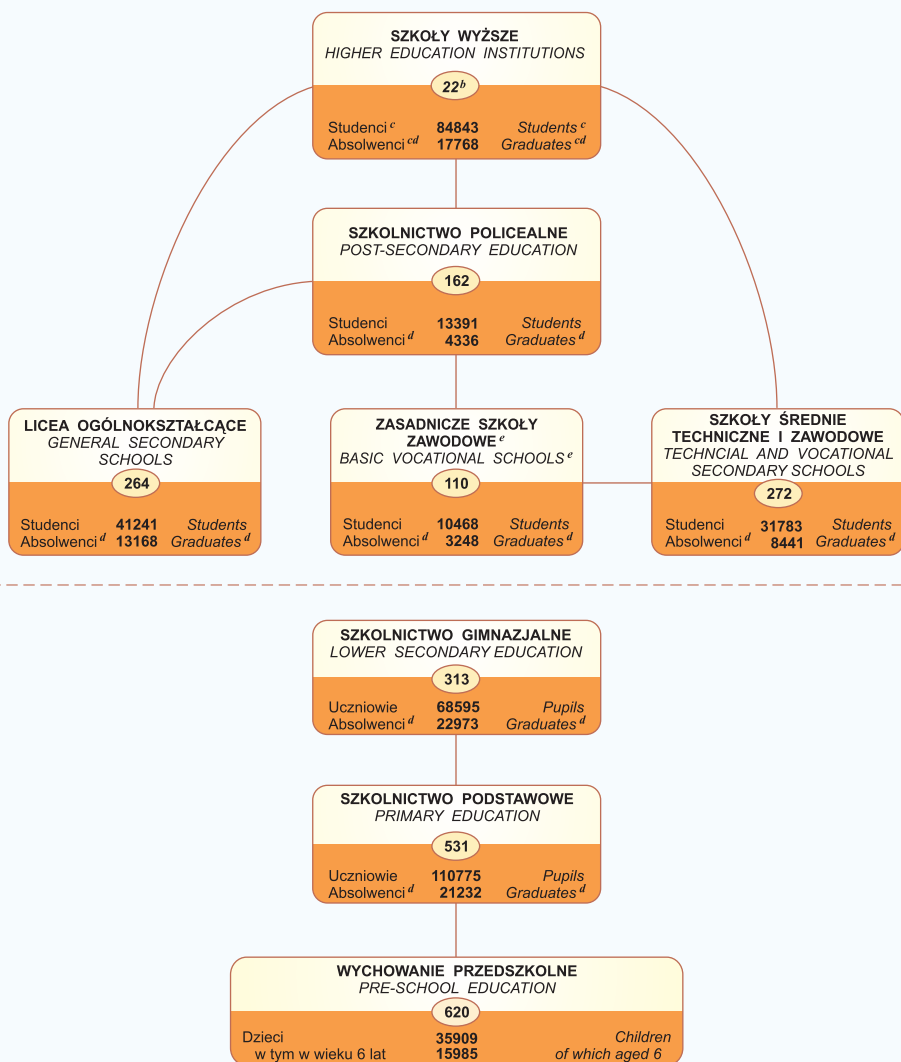 SZKOŁY WYŻSZE
HIGHER EDUCATION INSTITUTIONS
22b
Studenci c 84843 Students c
Absolwenci cd 17768 Graduates cd
SZKOLNICTWO POLICEALNE
POST-SECONDARY EDUCATION
162
Studenci 13391 Students
Absolwenci d 4336 Graduates d
LICEA OGÓLNOKSZTAŁCĄCE
GENERAL SECONDARY
SCHOOLS
264
Studenci 41241 Students
Absolwenci d 13168 Graduates d
ZASADNICZE SZKOŁY
ZAWODOWE e
BASIC VOCATIONAL SCHOOLS e
110
Studenci 10468 Students
Absolwenci d 3248 Graduates d
SZKOŁY ŚREDNIE
TECHNICZNE I ZAWODOWE
TECHNCIAL AND VOCATIONAL
SECONDARY SCHOOLS
272
Studenci 31783 Students
Absolwenci d 8441 Graduates d
SZKOLNICTWO GIMNAZJALNE
LOWER SECONDARY EDUCATION
313
Uczniowie 68595 Pupils
Absolwenci d 22973 Graduates d
SZKOLNICTWO PODSTAWOWE
PRIMARY EDUCATION
531
Uczniowie 110775 Pupils
Absolwenci d 21232 Graduates d
WYCHOWANIE PRZEDSZKOLNE
PRE-SCHOOL EDUCATION
620
Dzieci 35909 Children
w tym w wieku 6 lat 15985 of which aged 6